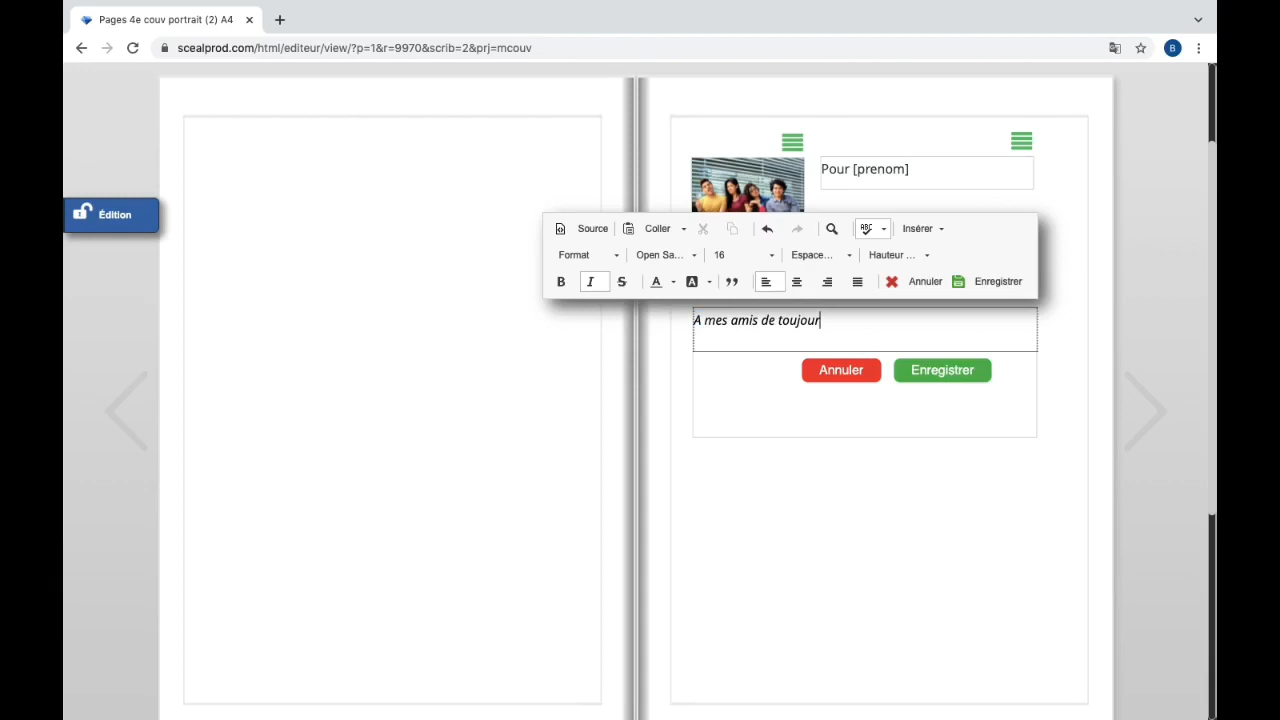 Pages 4e couv portrait (2) A4
scealprod.com/html/editeur/view/?p=1&r=9970&scrib=2&prj=mcouv
B
Édition
Pour [prenom]
Source Coller ABC Insérer
Format Open Sa... 16 Espace... Hauteur ...
B I S A A Annuler Enregistrer
A mes amis de toujour
Annuler Enregistrer